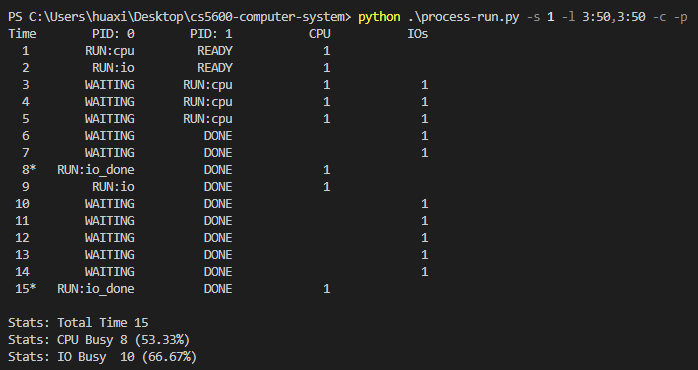 PS C:\Users\huaxi\Desktop\cs5600-computer-system> python .\process-run.py -s 1 -l 3:50,3:50 -c -p
Time        PID: 0        PID: 1           CPU           IOs
  1        RUN:cpu         READY             1
  2         RUN:io         READY             1
  3        WAITING       RUN:cpu             1             1
  4        WAITING       RUN:cpu             1             1
  5        WAITING       RUN:cpu             1             1
  6        WAITING          DONE                           1
  7        WAITING          DONE                           1
  8*   RUN:io_done          DONE             1
  9         RUN:io          DONE             1
 10        WAITING          DONE                           1
 11        WAITING          DONE                           1
 12        WAITING          DONE                           1
 13        WAITING          DONE                           1
 14        WAITING          DONE                           1
 15*   RUN:io_done          DONE             1

Stats: Total Time 15
Stats: CPU Busy 8 (53.33%)
Stats: IO Busy  10 (66.67%)